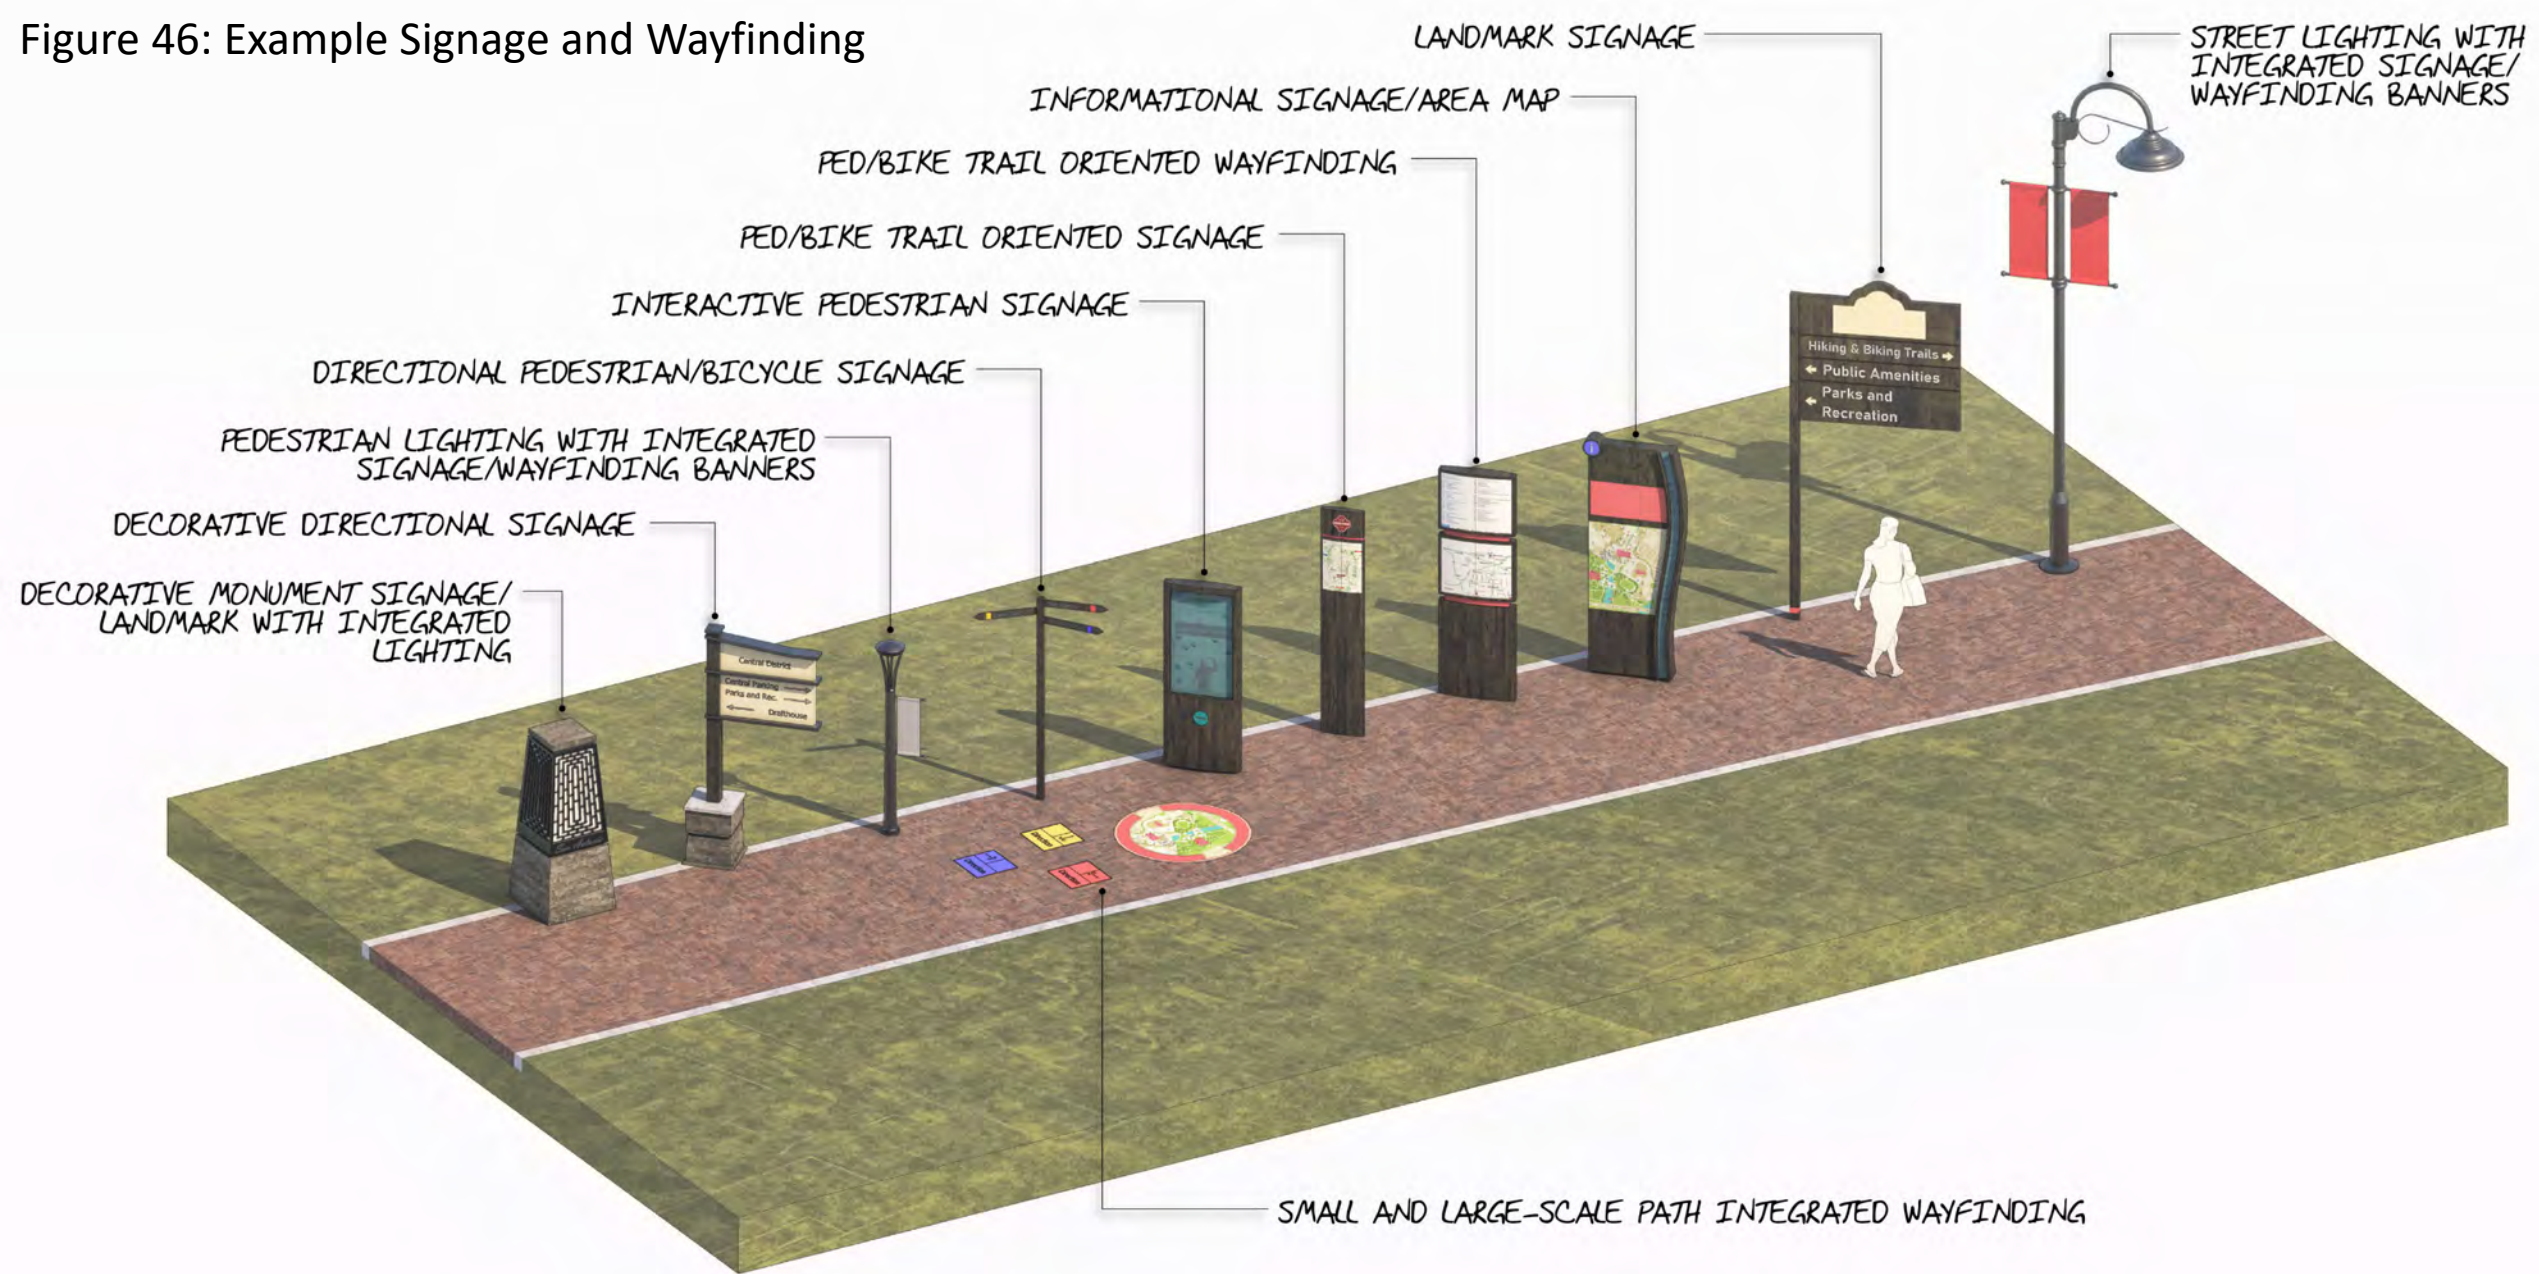 Figure 46: Example Signage and Wayfinding
LANDMARK SIGNAGE
STREET LIGHTING WITH
INTEGRATED SIGNAGE/
WAYFINDING BANNERS
INFORMATIONAL SIGNAGE/AREA MAP
PED/BIKE TRAIL ORIENTED WAYFINDING
PED/BIKE TRAIL ORIENTED SIGNAGE
INTERACTIVE PEDESTRIAN SIGNAGE
DIRECTIONAL PEDESTRIAN/BICYCLE SIGNAGE
PEDESTRIAN LIGHTING WITH INTEGRATED
SIGNAGE/WAYFINDING BANNERS
DECORATIVE DIRECTIONAL SIGNAGE
DECORATIVE MONUMENT SIGNAGE/
LANDMARK WITH INTEGRATED
LIGHTING
Hiking & Biking Trails
Public Amenities
Parks and
Recreation
Central District
Central Parking
Parks and Rec.
Drafthouse
SMALL AND LARGE-SCALE PATH INTEGRATED WAYFINDING